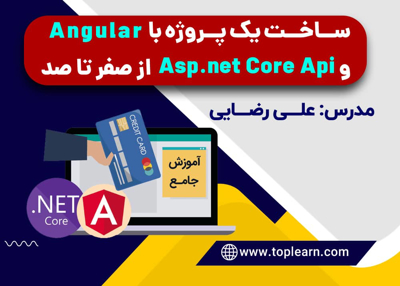 ساخت یک پروژه با Angular
و Asp.net Core Api از صفر تا صد
مدرس: علی رضایی
CREDIT CARD
آموزش
جامع
.NET
Core
A
www.toplearn.com